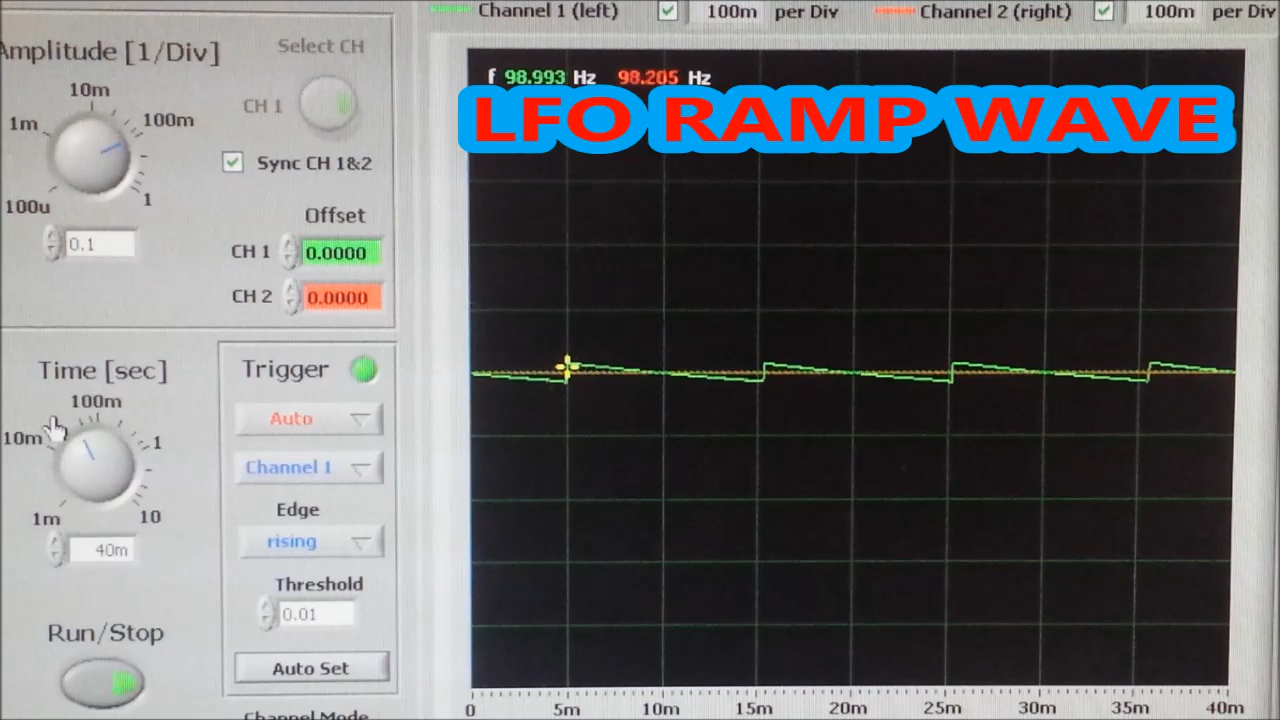 Channel 1 (left) 100m per Div Channel 2 (right) 100m per Div
Amplitude [1/Div]
Select CH
10m
1m
100m
100u
1
0.1
CH 1
Sync CH 1&2
Offset
CH 1 0.0000
CH 2 0.0000
f 98.993 Hz 98.205 Hz
LFO RAMP WAVE
Time [sec]
100m
10m
1
1m
10
40m
Run/Stop
Trigger
Auto
Channel 1
Edge
rising
Threshold
0.01
Auto Set
Channel Mode
0 5m 10m 15m 20m 25m 30m 35m 40m